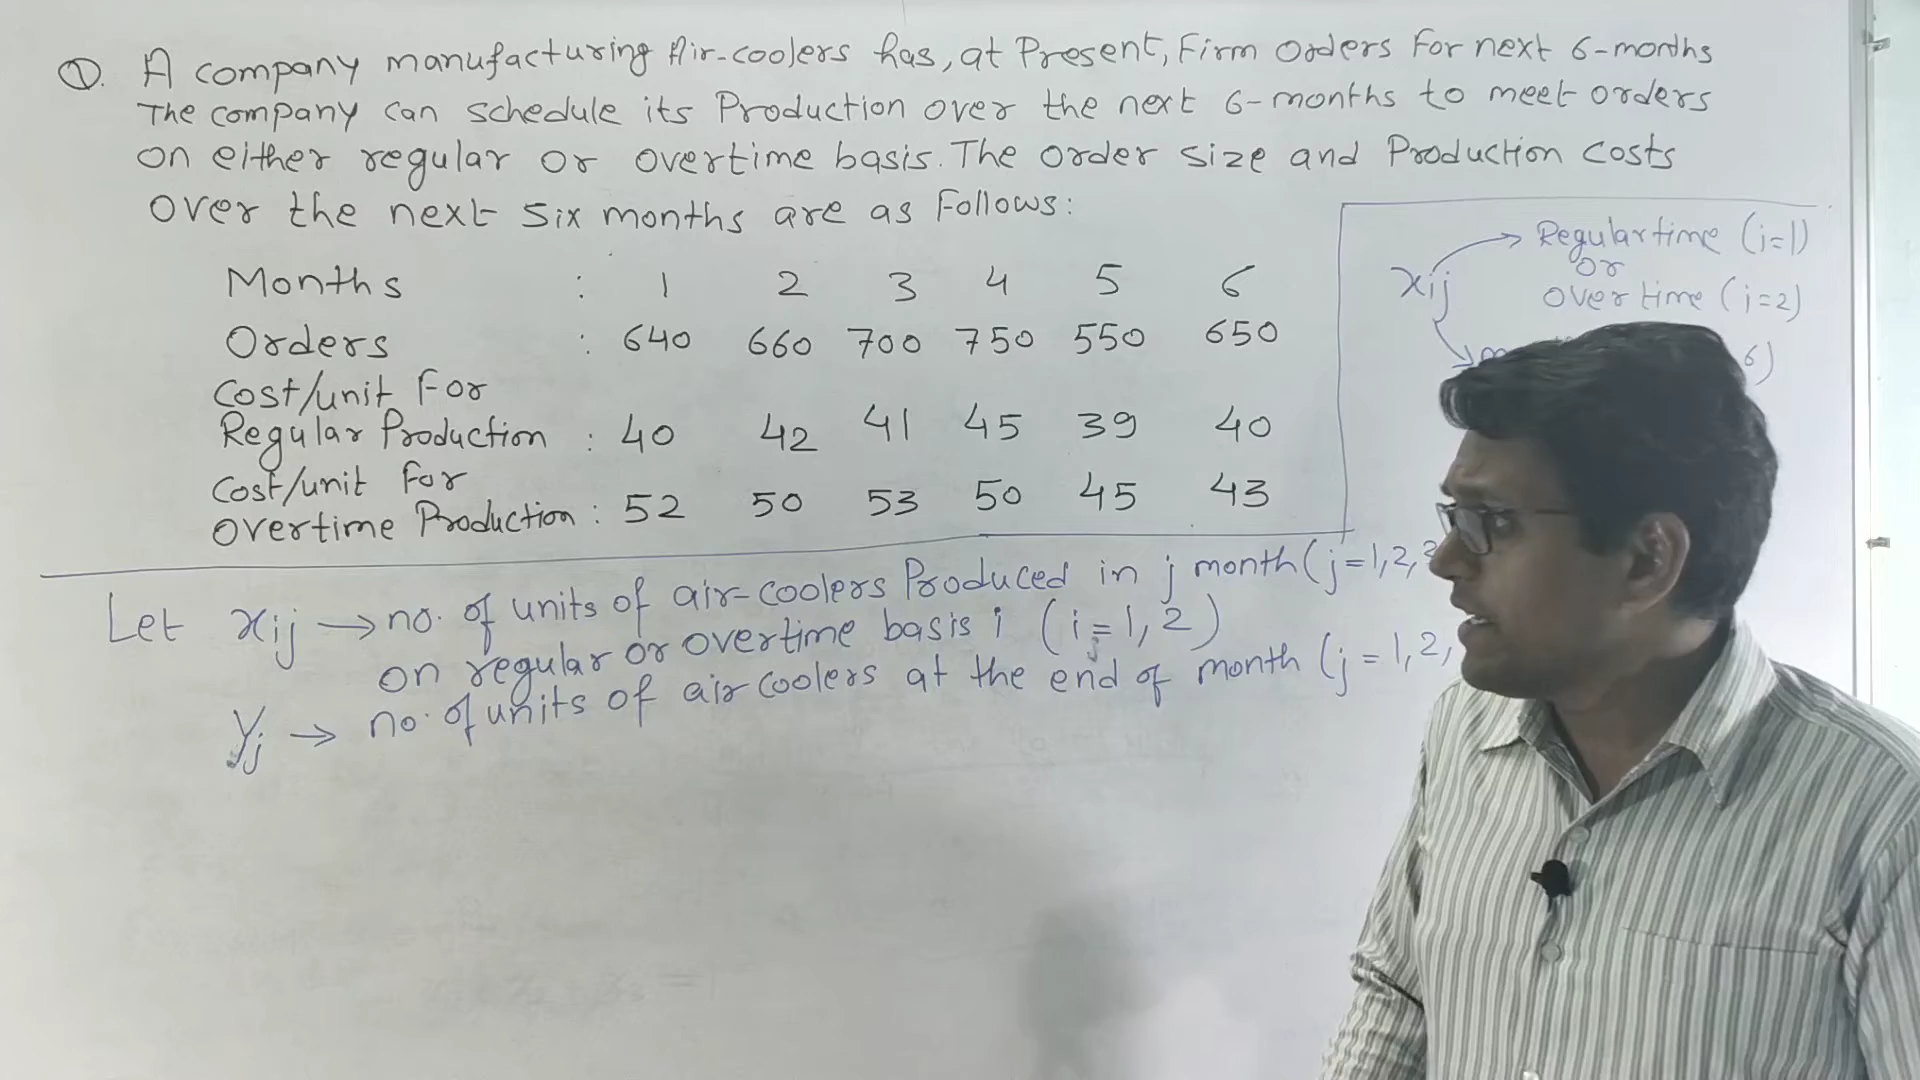 ①. A company manufacturing Air-coolers has, at Present, Firm orders for next 6-months
The company can schedule its Production over the next 6-months to meet orders
on either regular or overtime basis. The order size and Production costs
over the next six months are as follows:
Months : 1 2 3 4 5 6
Orders : 640 660 700 750 550 650
Cost/unit For
Regular Production : 40 42 41 45 39 40
Cost/unit for
overtime Production : 52 50 53 50 45 43
Regular time (i=1)
xij or
over time (i=2)
6)
Let xij → no. of units of air-coolers Produced in j month (j=1,2,3
on regular or overtime basis i (i=1,2)
Yj → no. of units of air coolers at the end of month (j = 1,2,